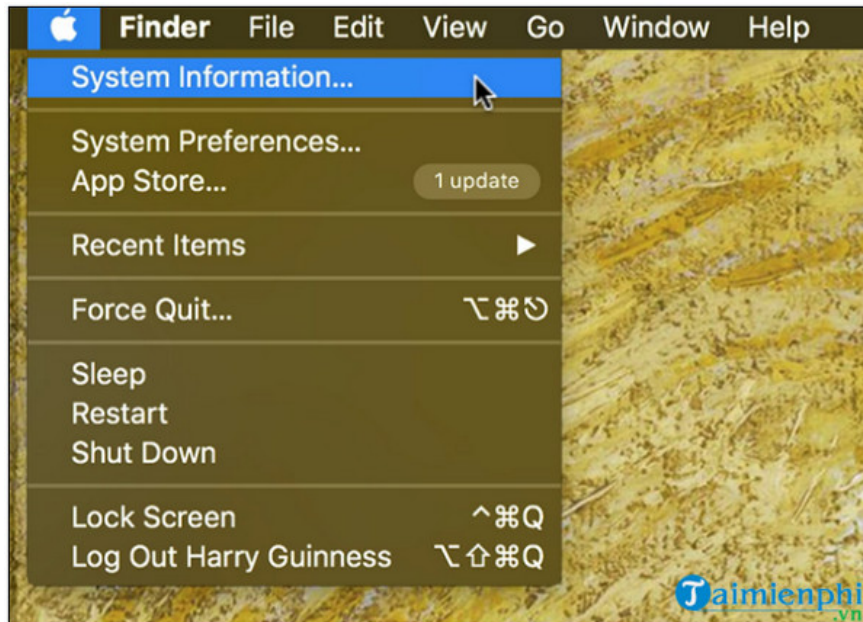 Finder File Edit View Go Window Help
System Information...
System Preferences...
App Store... 1 update
Recent Items ▶
Force Quit... ⌥⌘⎋
Sleep
Restart
Shut Down
Lock Screen ^⌘Q
Log Out Harry Guinness ⌥⇧⌘Q
Taimienphi
.vn